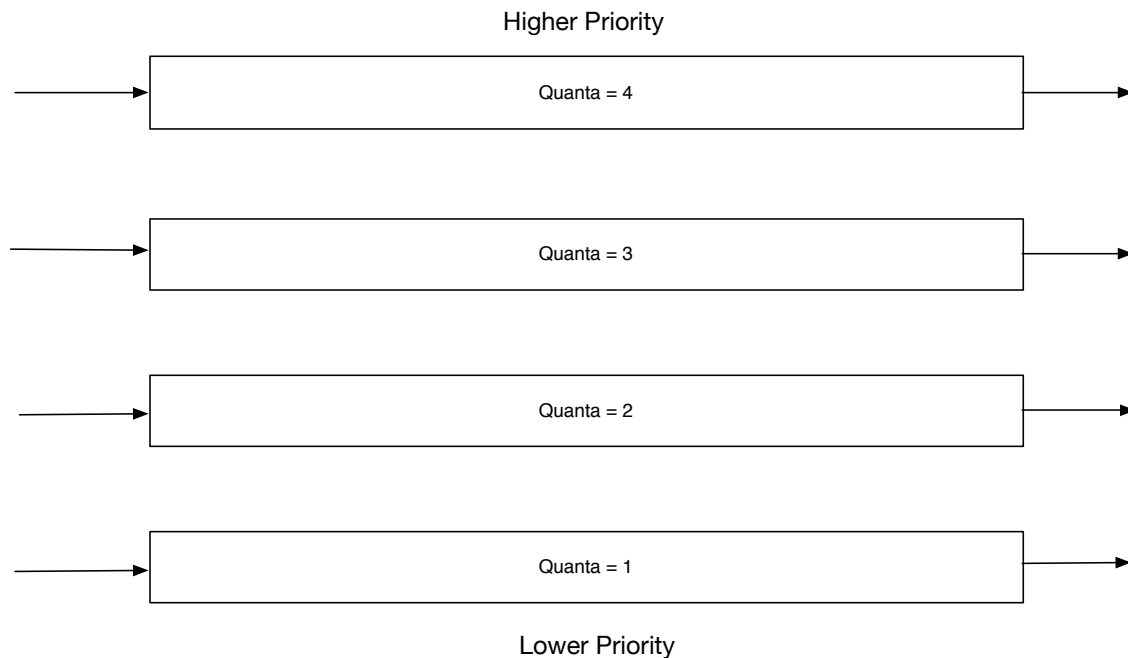 Higher Priority
Quanta = 4
Quanta = 3
Quanta = 2
Quanta = 1
Lower Priority